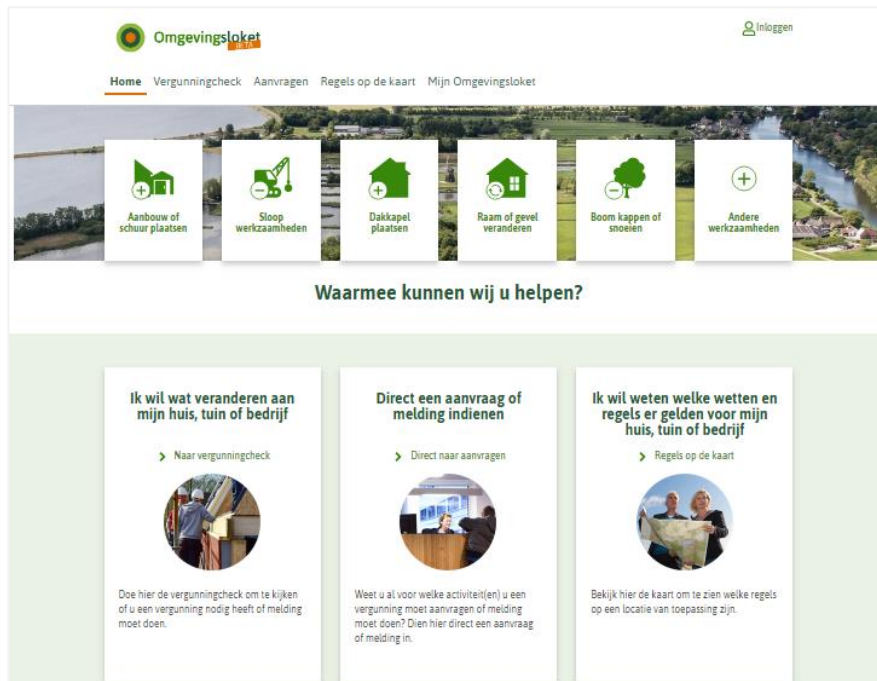 Omgevingsloket
BETA
Inloggen
Home Vergunningcheck Aanvragen Regels op de kaart Mijn Omgevingsloket
Aanbouw of
schuur plaatsen
Sloop
werkzaamheden
Dakkapel
plaatsen
Raam of gevel
veranderen
Boom kappen of
snoeien
Andere
werkzaamheden
Waarmee kunnen wij u helpen?
Ik wil wat veranderen aan
mijn huis, tuin of bedrijf
Naar vergunningcheck
Doe hier de vergunningcheck om te kijken
of u een vergunning nodig heeft of melding
moet doen.
Direct een aanvraag of
melding indienen
Direct naar aanvragen
Weet u al voor welke activiteit(en) u een
vergunning moet aanvragen of melding
moet doen? Dien hier direct een aanvraag
of melding in.
Ik wil weten welke wetten en
regels er gelden voor mijn
huis, tuin of bedrijf
Regels op de kaart
Bekijk hier de kaart om te zien welke regels
op een locatie van toepassing zijn.